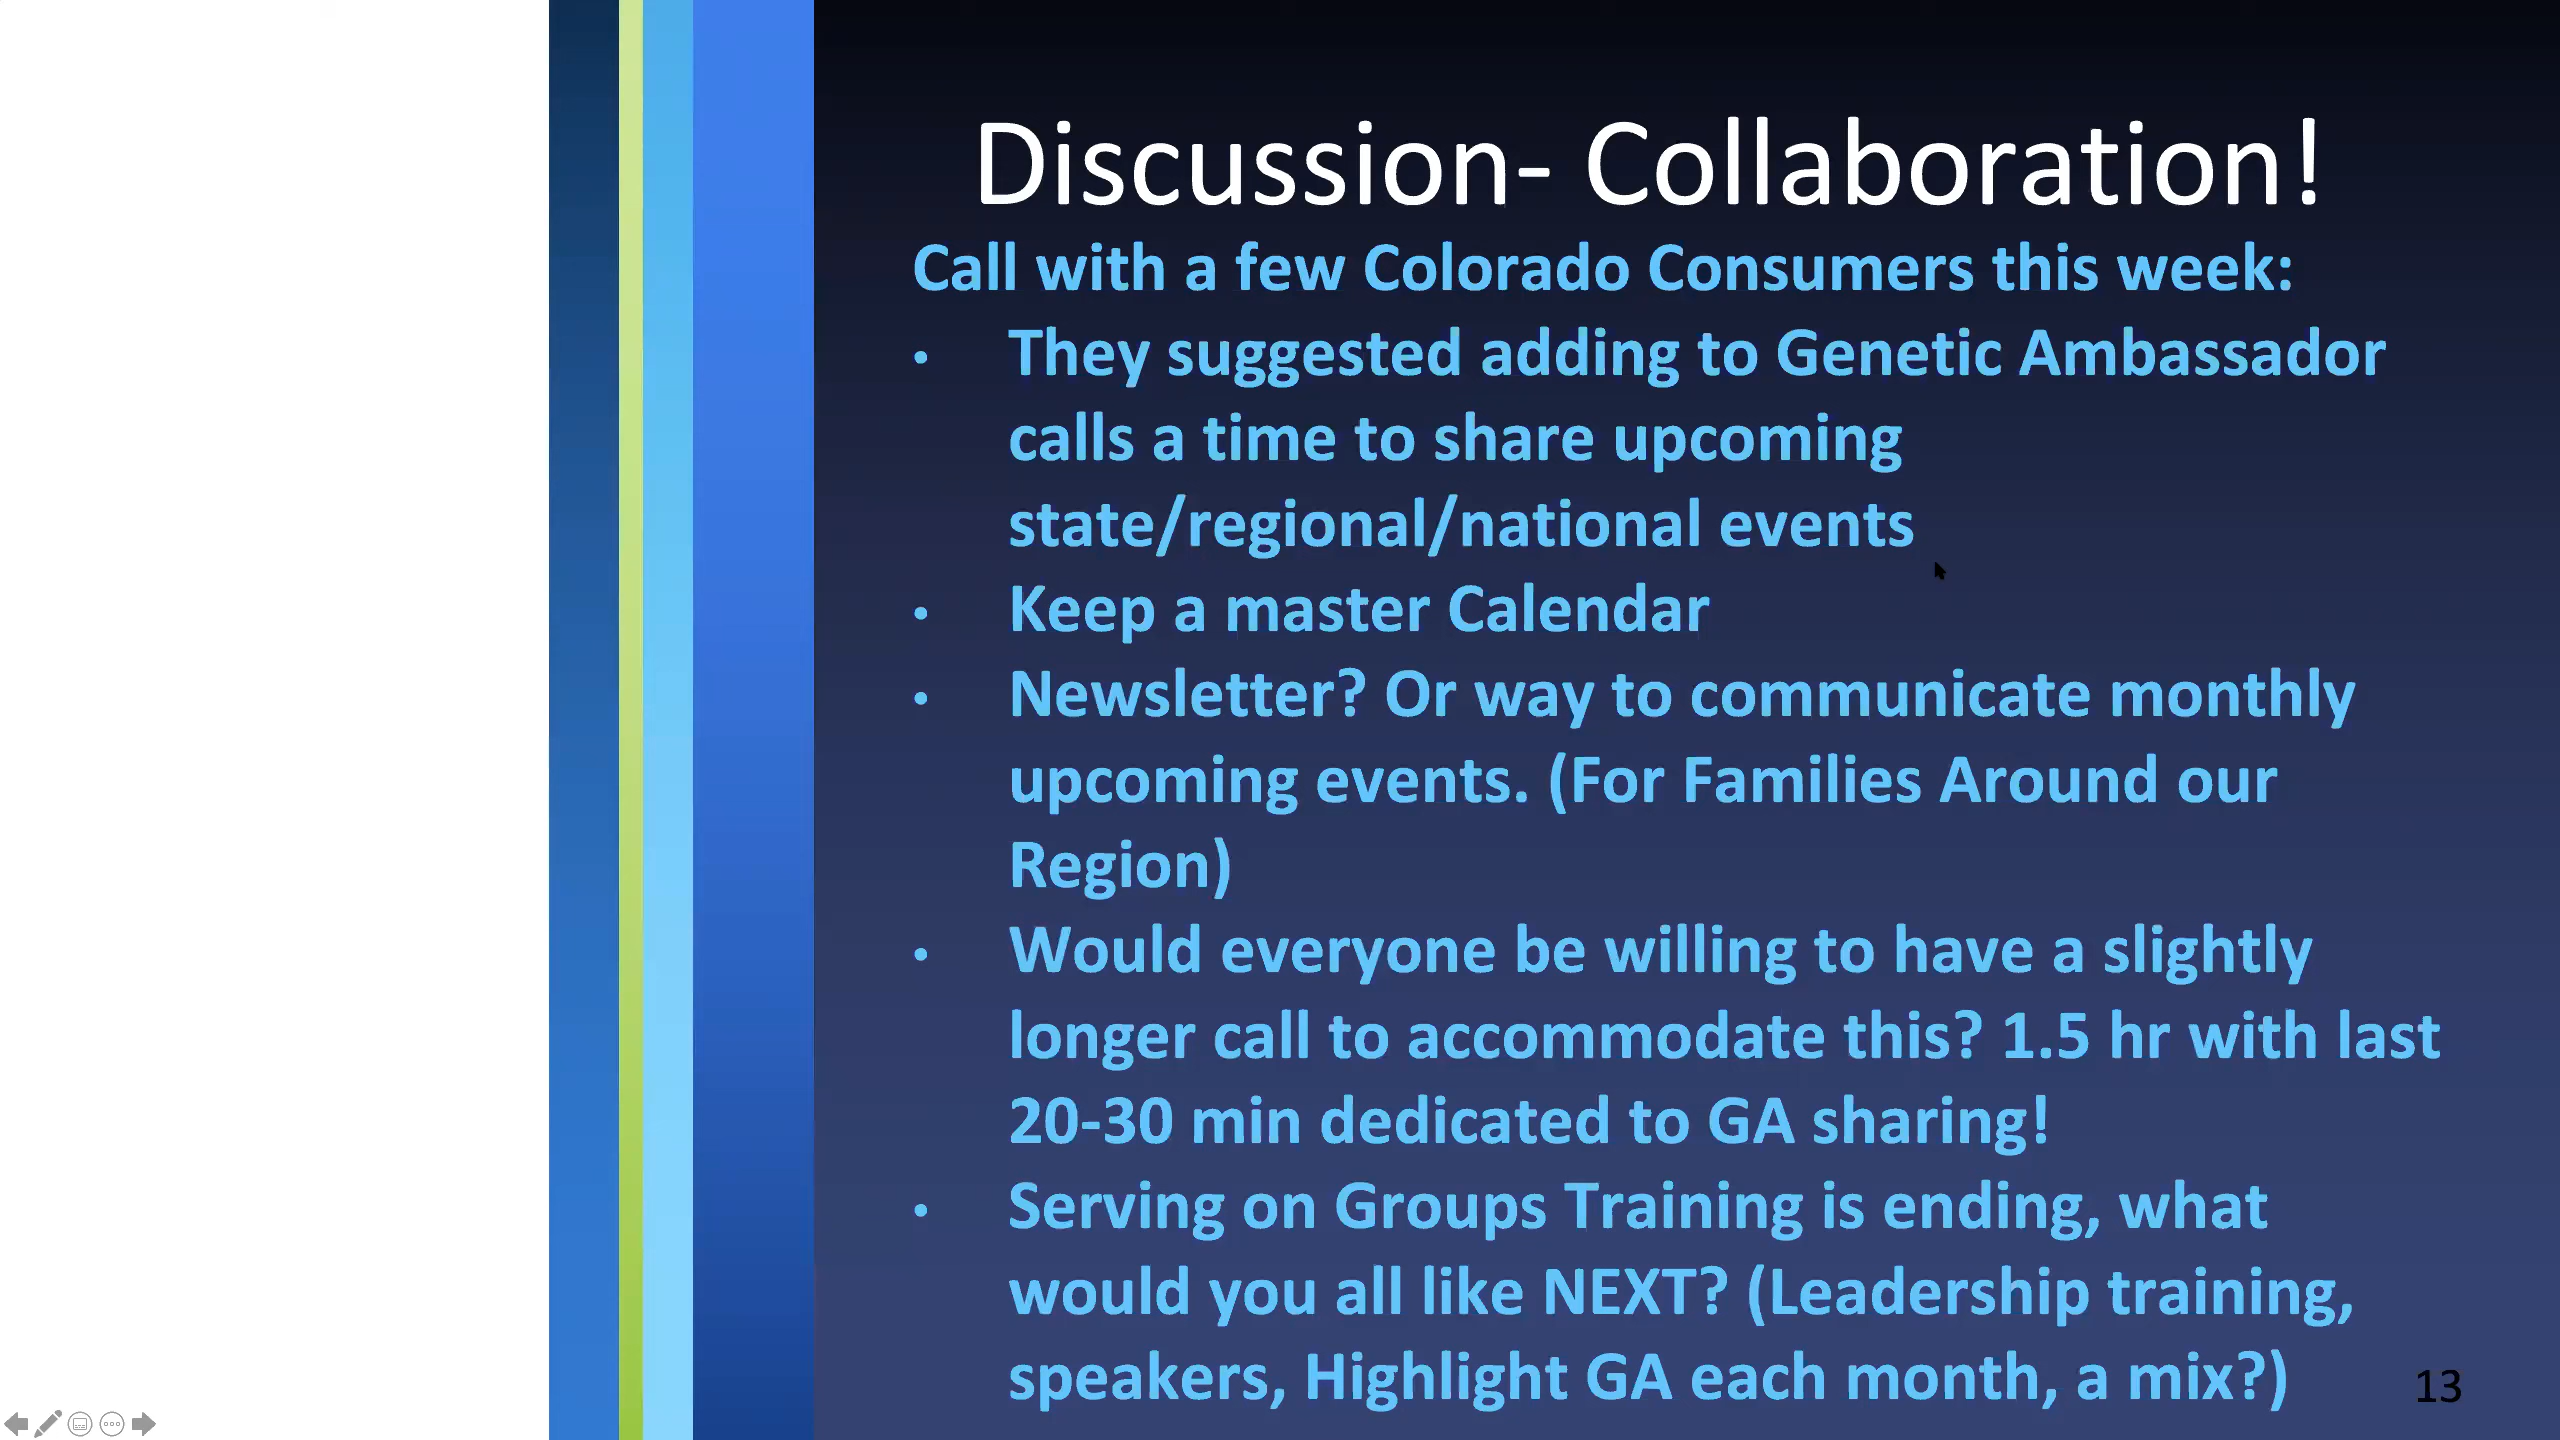 Discussion- Collaboration!
Call with a few Colorado Consumers this week:
• They suggested adding to Genetic Ambassador
calls a time to share upcoming
state/regional/national events
• Keep a master Calendar
• Newsletter? Or way to communicate monthly
upcoming events. (For Families Around our
Region)
• Would everyone be willing to have a slightly
longer call to accommodate this? 1.5 hr with last
20-30 min dedicated to GA sharing!
• Serving on Groups Training is ending, what
would you all like NEXT? (Leadership training,
speakers, Highlight GA each month, a mix?)
13